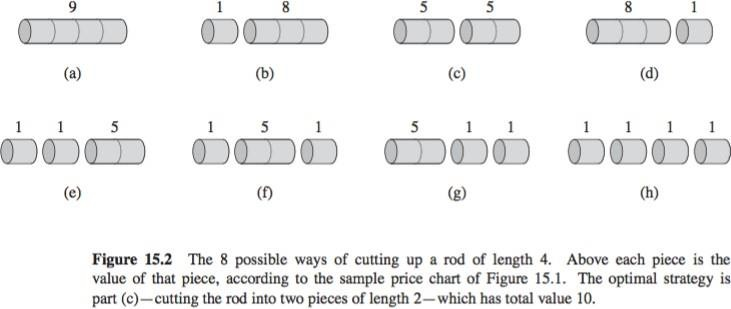 9 1 8 5 5 8 1
(a) (b) (c) (d)
1 1 5 1 5 1 5 1 1 1 1 1 1
(e) (f) (g) (h)
Figure 15.2 The 8 possible ways of cutting up a rod of length 4. Above each piece is the
value of that piece, according to the sample price chart of Figure 15.1. The optimal strategy is
part (c)—cutting the rod into two pieces of length 2—which has total value 10.